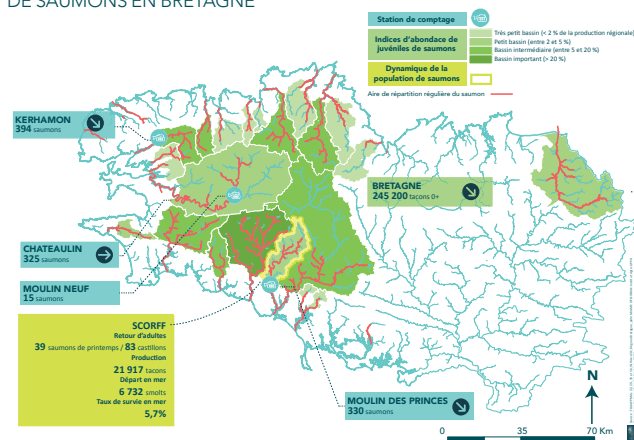 DE SAUMONS EN BRETAGNE
Station de comptage
Indices d'abondace de
juvéniles de saumons
Très petit bassin (< 2 % de la production régionale)
Petit bassin (entre 2 et 5 %)
Bassin intermédiaire (entre 5 et 20 %)
Bassin important (> 20 %)
Dynamique de la
population de saumons
Aire de répartition régulière du saumon
KERHAMON
394 saumons
BRETAGNE
245 200 tacons 0+
CHATEAULIN
325 saumons
MOULIN NEUF
15 saumons
SCORFF
Retour d'adultes
39 saumons de printemps / 83 castillons
Production
21 917 tacons
Départ en mer
6 732 smolts
Taux de survie en mer
5,7%
MOULIN DES PRINCES
330 saumons
N
0 35 70 Km